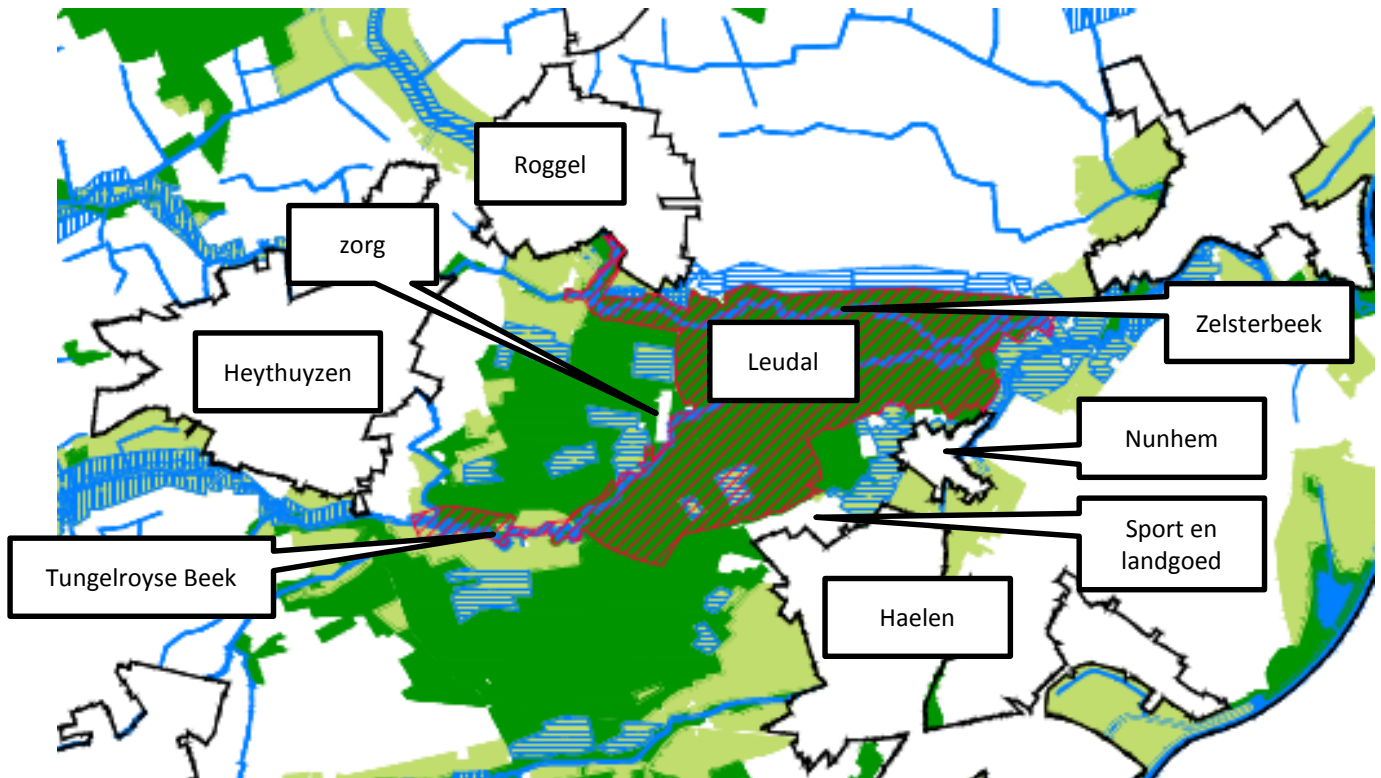 Roggel
zorg
Zelsterbeek
Leudal
Heythuyzen
Nunhem
Sport en
landgoed
Tungelroyse Beek
Haelen